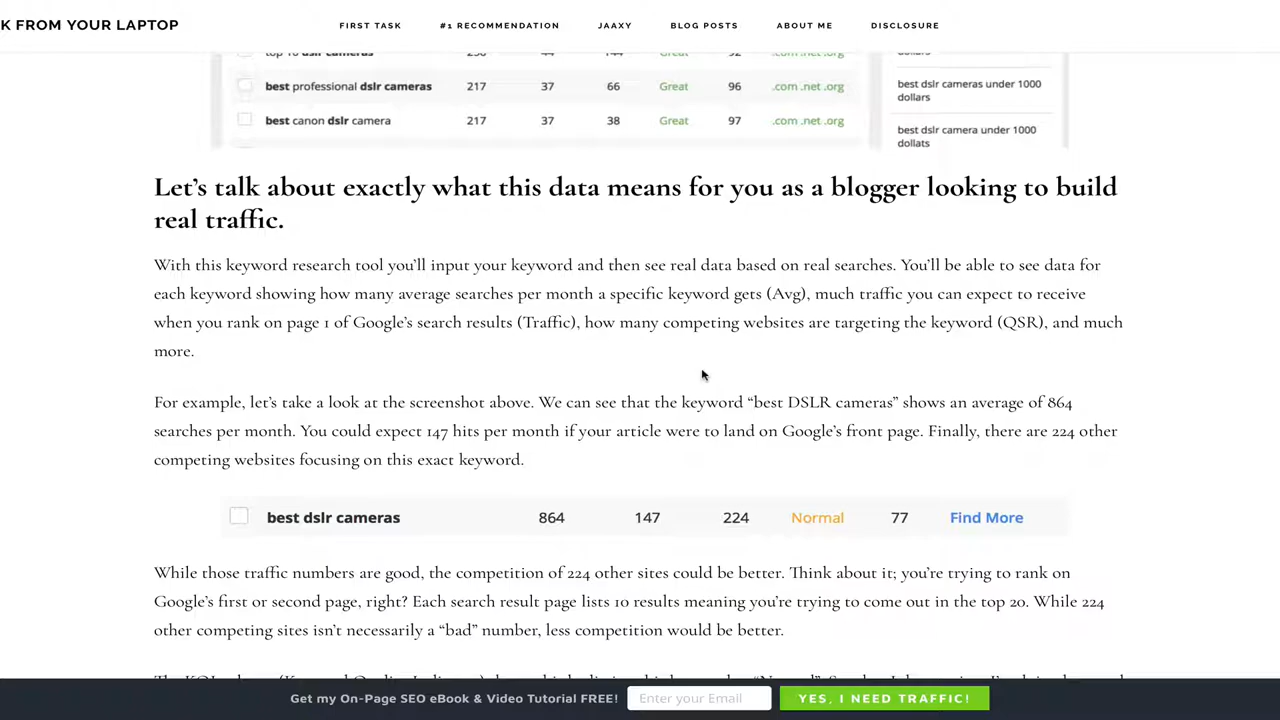 K FROM YOUR LAPTOP
FIRST TASK #1 RECOMMENDATION JAAXY BLOG POSTS ABOUT ME DISCLOSURE
top 10 dslr cameras 44 144 Great 92 .com .net .org
dollars
best professional dslr cameras 217 37 66 Great 96 .com .net .org
best dslr cameras under 1000
dollars
best canon dslr camera 217 37 38 Great 97 .com .net .org
best dslr camera under 1000
dollats
Let's talk about exactly what this data means for you as a blogger looking to build
real traffic.
With this keyword research tool you'll input your keyword and then see real data based on real searches. You'll be able to see data for
each keyword showing how many average searches per month a specific keyword gets (Avg), much traffic you can expect to receive
when you rank on page 1 of Google's search results (Traffic), how many competing websites are targeting the keyword (QSR), and much
more.
For example, let's take a look at the screenshot above. We can see that the keyword “best DSLR cameras” shows an average of 864
searches per month. You could expect 147 hits per month if your article were to land on Google's front page. Finally, there are 224 other
competing websites focusing on this exact keyword.
best dslr cameras 864 147 224 Normal 77 Find More
While those traffic numbers are good, the competition of 224 other sites could be better. Think about it; you're trying to rank on
Google's first or second page, right? Each search result page lists 10 results meaning you're trying to come out in the top 20. While 224
other competing sites isn't necessarily a “bad” number, less competition would be better.
Get my On-Page SEO eBook & Video Tutorial FREE! Enter your Email YES, I NEED TRAFFIC!